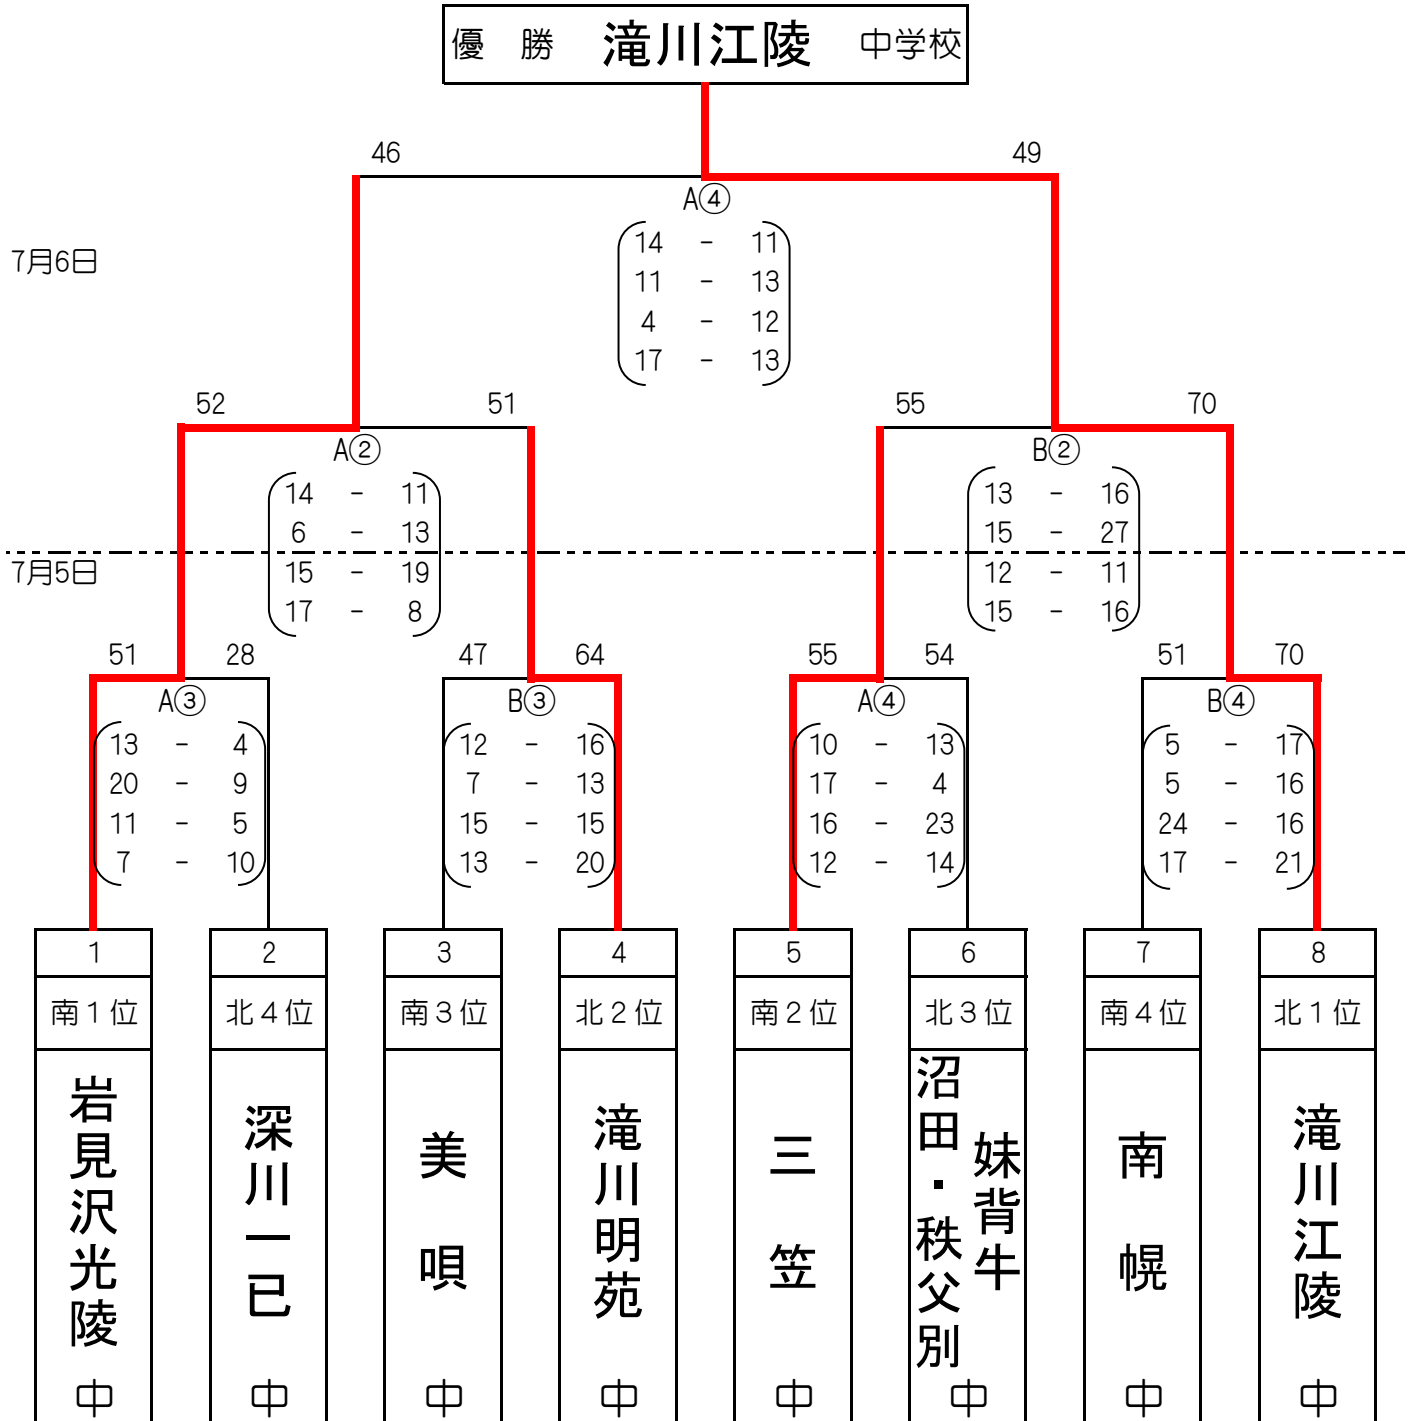 優　勝　滝川江陵　中学校
46　49
A④
14 - 11
7月6日
11 - 13
4 - 12
17 - 13
52　51　55　70
A②　B②
14 - 11　13 - 16
6 - 13　15 - 27
7月5日
15 - 19　12 - 11
17 - 8　15 - 16
51　28　47　64　55　54　51　70
A③　B③　A④　B④
13 - 4　12 - 16　10 - 13　5 - 17
20 - 9　7 - 13　17 - 4　5 - 16
11 - 5　15 - 15　16 - 23　24 - 16
7 - 10　13 - 20　12 - 14　17 - 21
1　2　3　4　5　6　7　8
南1位　北4位　南3位　北2位　南2位　北3位　南4位　北1位
岩見沢光陵中
深川一已中
美唄中
滝川明苑中
三笠中
妹背牛
沼田・秩父別中
南幌中
滝川江陵中